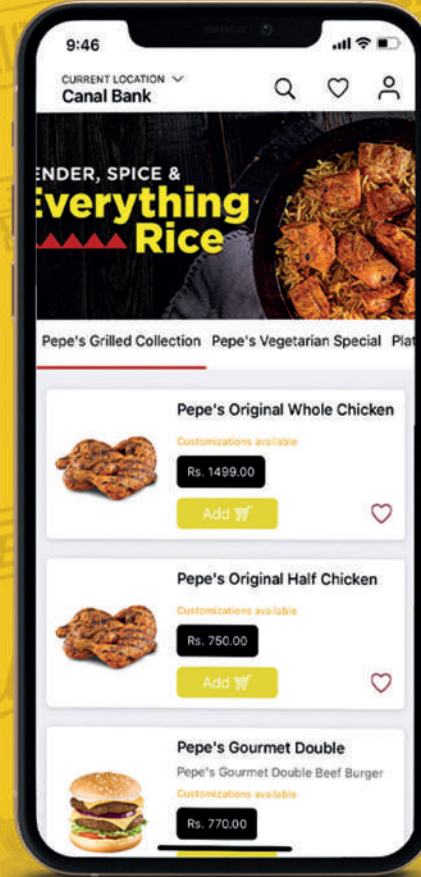 9:46
CURRENT LOCATION
Canal Bank
ENDER, SPICE &
Everything
Rice
Pepe's Grilled Collection Pepe's Vegetarian Special Plat
Pepe's Original Whole Chicken
Customizations available
Rs. 1499.00
Add
Pepe's Original Half Chicken
Customizations available
Rs. 750.00
Add
Pepe's Gourmet Double
Pepe's Gourmet Double Beef Burger
Customizations available
Rs. 770.00